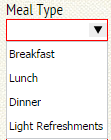 Meal Type
Breakfast
Lunch
Dinner
Light Refreshments